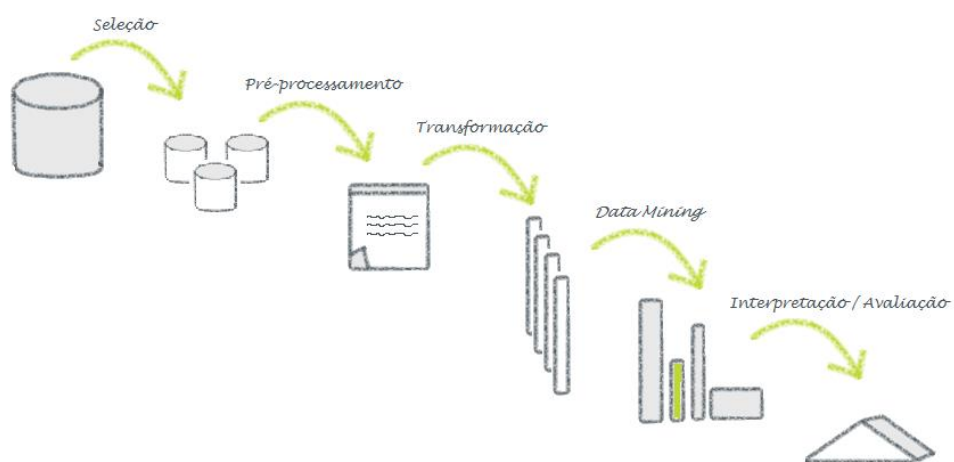 Seleção
Pré-processamento
Transformação
Data Mining
Interpretação / Avaliação